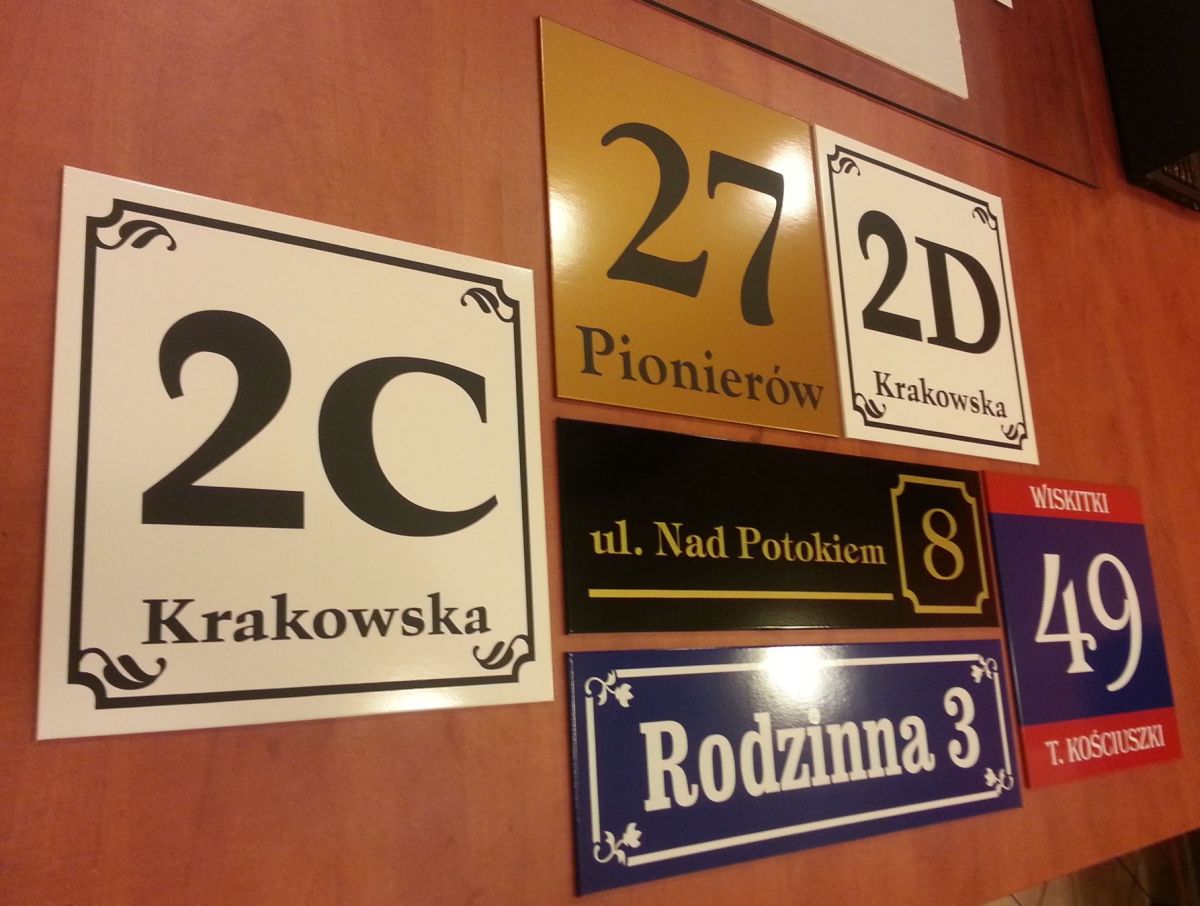 2C
Krakowska
27
Pionierów
2D
Krakowska
ul. Nad Potokiem 8
Rodzinna 3
WISKITKI
49
T. KOŚCIUSZKI